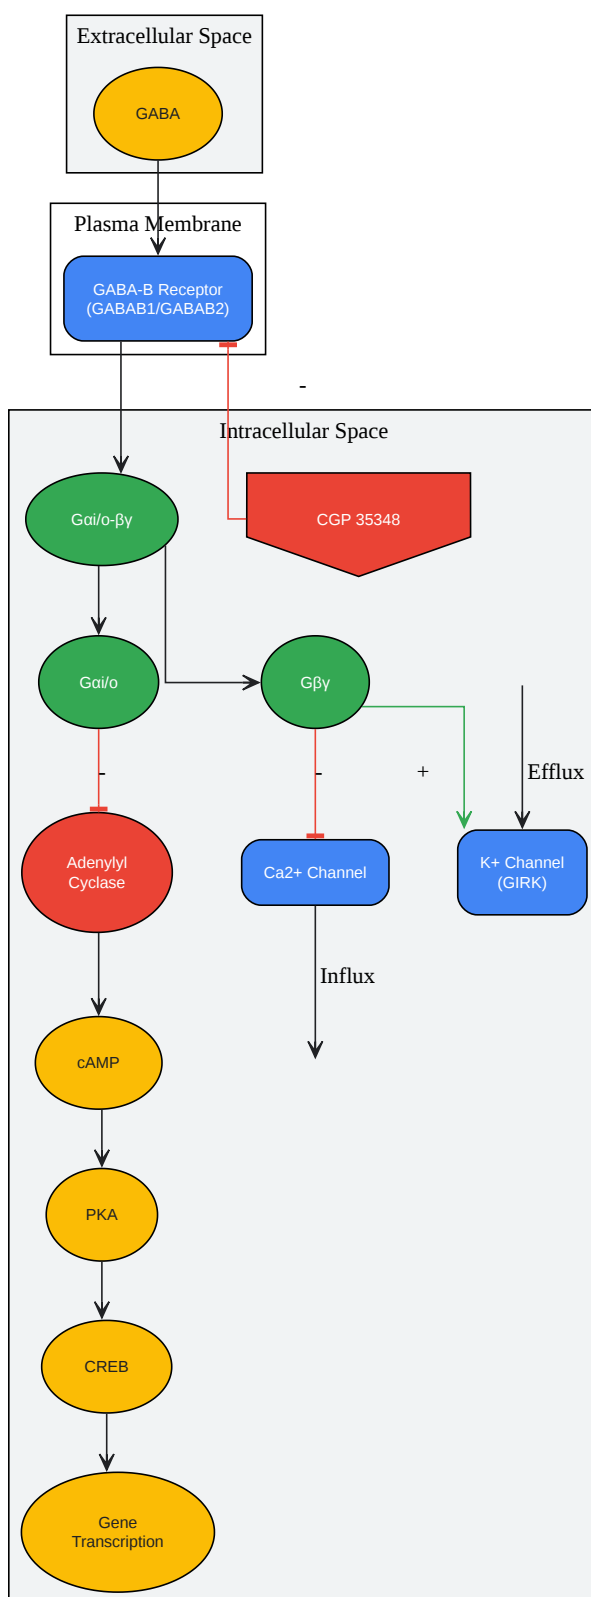 Extracellular Space
GABA
Plasma Membrane
GABA-B Receptor
(GABAB1/GABAB2)
-
Intracellular Space
Gαi/o-βγ
CGP 35348
Gαi/o
Gβγ
-
-
+
Efflux
Adenylyl
Cyclase
Ca2+ Channel
K+ Channel
(GIRK)
Influx
cAMP
PKA
CREB
Gene
Transcription